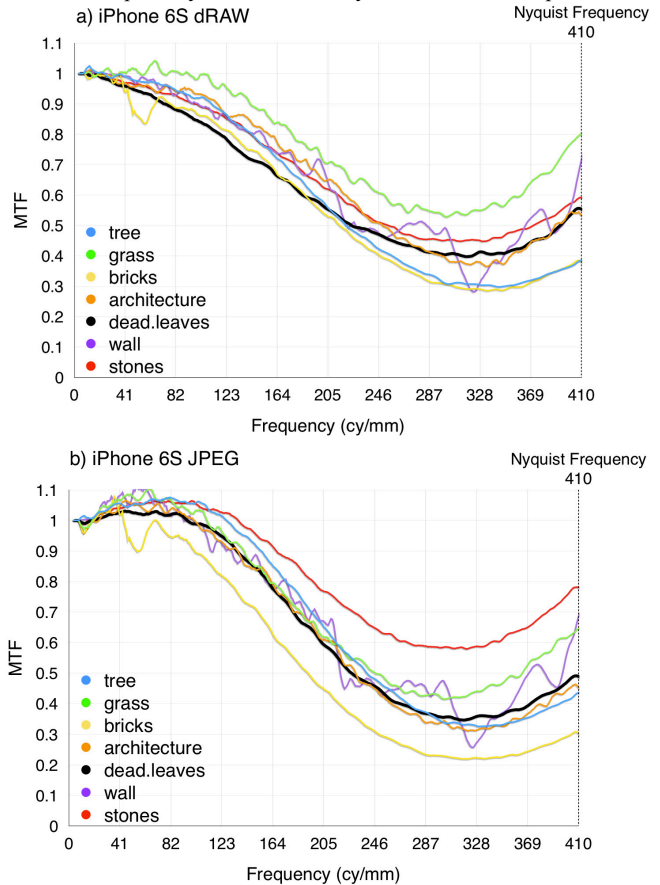 a) iPhone 6S dRAW
Nyquist Frequency
410
1.1
1
0.9
0.8
0.7
0.6
0.5
0.4
0.3
0.2
0.1
0
MTF
tree
grass
bricks
architecture
dead.leaves
wall
stones
0 41 82 123 164 205 246 287 328 369 410
Frequency (cy/mm)
b) iPhone 6S JPEG
Nyquist Frequency
410
1.1
1
0.9
0.8
0.7
0.6
0.5
0.4
0.3
0.2
0.1
0
MTF
tree
grass
bricks
architecture
dead.leaves
wall
stones
0 41 82 123 164 205 246 287 328 369 410
Frequency (cy/mm)